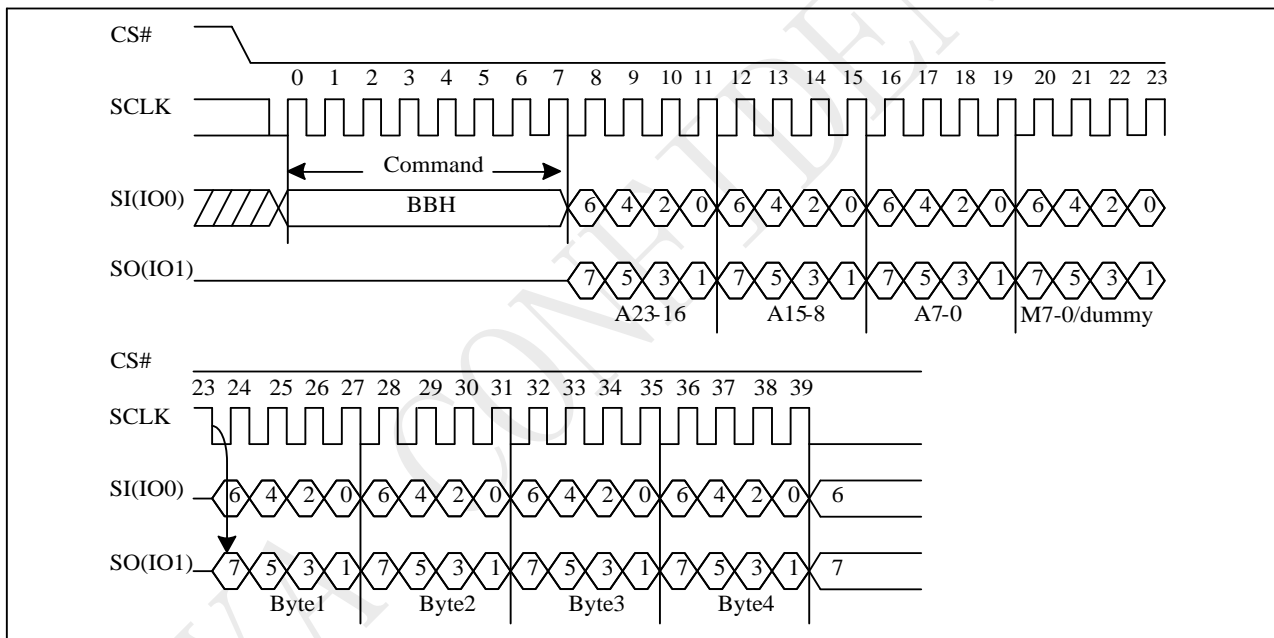 CS#
0 1 2 3 4 5 6 7 8 9 10 11 12 13 14 15 16 17 18 19 20 21 22 23
SCLK
Command
SI(IO0) BBH 6 4 2 0 6 4 2 0 6 4 2 0 6 4 2 0
SO(IO1) 7 5 3 1 7 5 3 1 7 5 3 1 7 5 3 1
A23-16 A15-8 A7-0 M7-0/dummy
CS#
23 24 25 26 27 28 29 30 31 32 33 34 35 36 37 38 39
SCLK
SI(IO0) 6 4 2 0 6 4 2 0 6 4 2 0 6 4 2 0 6
SO(IO1) 7 5 3 1 7 5 3 1 7 5 3 1 7 5 3 1 7
Byte1 Byte2 Byte3 Byte4